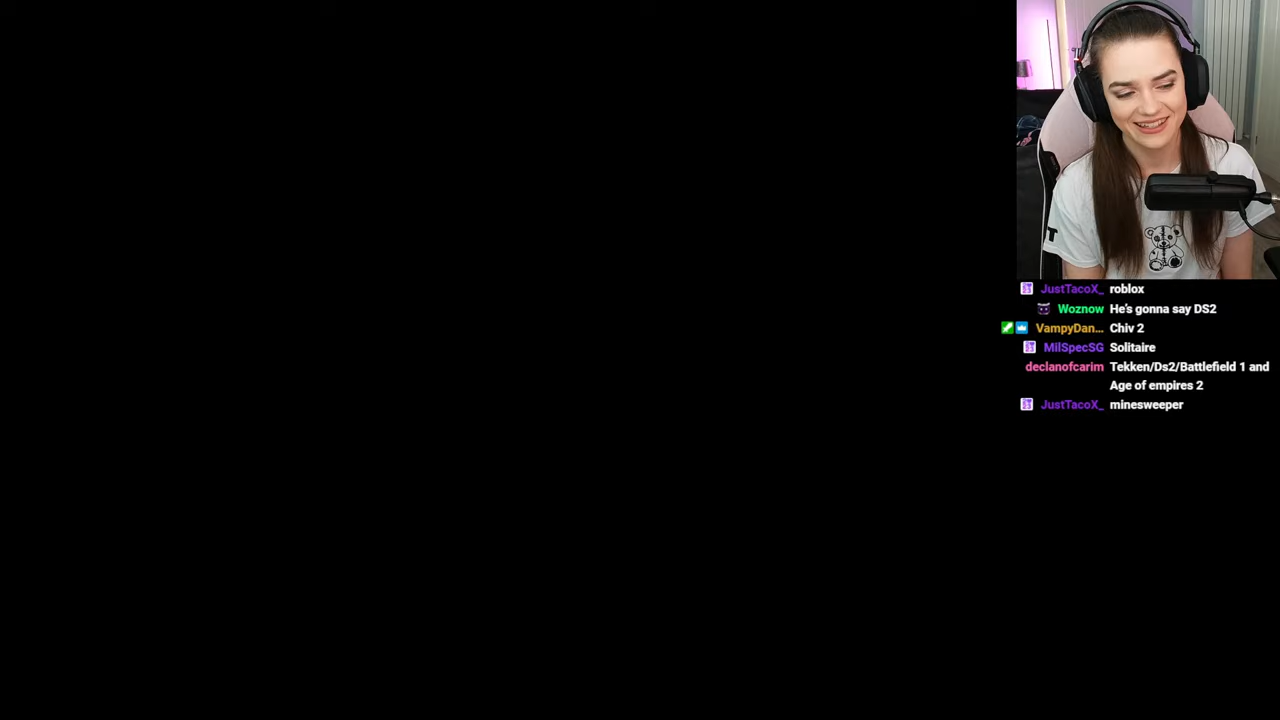 JustTacoX_ roblox
Woznow He's gonna say DS2
VampyDan... Chiv 2
MilSpecSG Solitaire
declanofcarim Tekken/Ds2/Battlefield 1 and
Age of empires 2
JustTacoX_ minesweeper
T